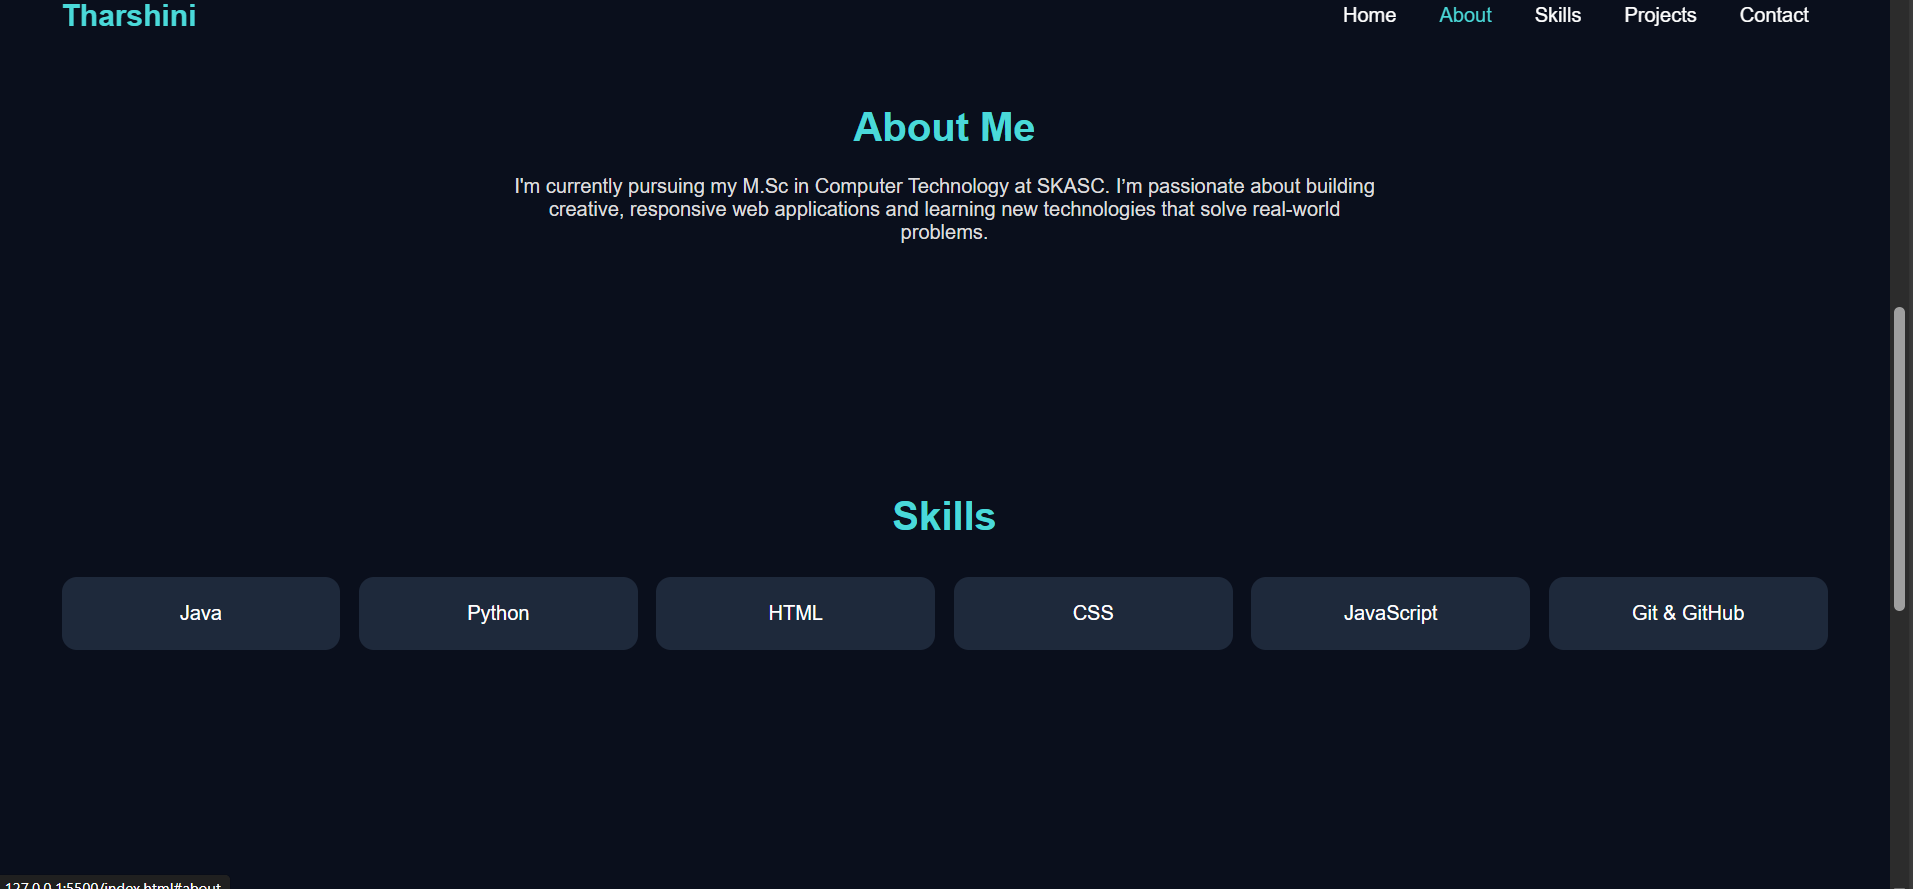 Tharshini
Home About Skills Projects Contact
About Me
I'm currently pursuing my M.Sc in Computer Technology at SKASC. I’m passionate about building
creative, responsive web applications and learning new technologies that solve real-world
problems.
Skills
Java
Python
HTML
CSS
JavaScript
Git & GitHub
127.0.0.1:5500/index.html#about